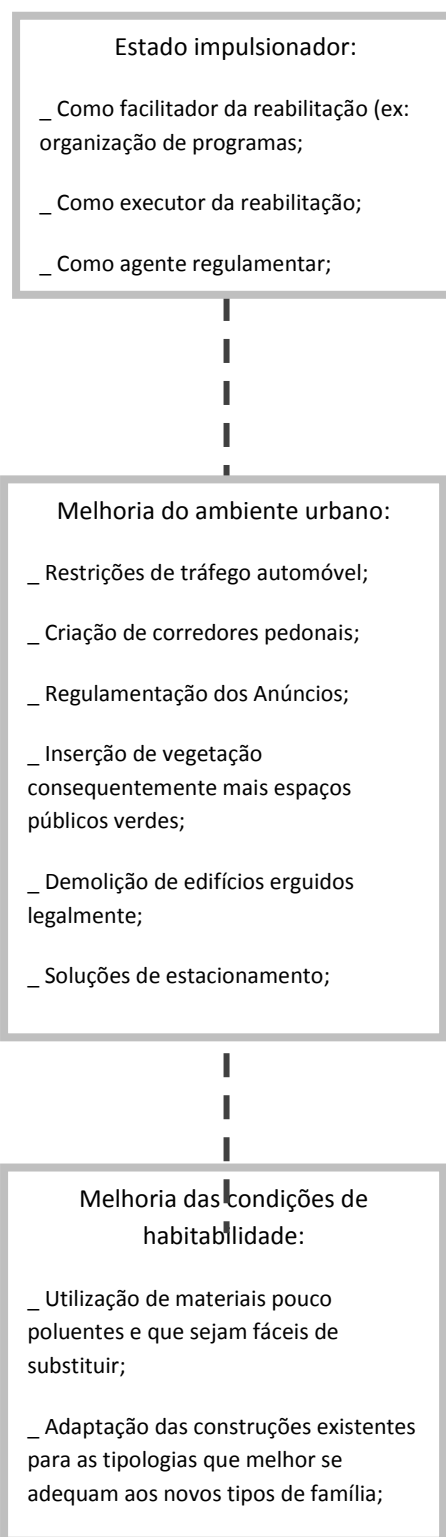 Estado impulsionador:
_ Como facilitador da reabilitação (ex:
organização de programas;
_ Como executor da reabilitação;
_ Como agente regulamentar;
Melhoria do ambiente urbano:
_ Restrições de tráfego automóvel;
_ Criação de corredores pedonais;
_ Regulamentação dos Anúncios;
_ Inserção de vegetação
consequentemente mais espaços
públicos verdes;
_ Demolição de edifícios erguidos
legalmente;
_ Soluções de estacionamento;
Melhoria das condições de
habitabilidade:
_ Utilização de materiais pouco
poluentes e que sejam fáceis de
substituir;
_ Adaptação das construções existentes
para as tipologias que melhor se
adequam aos novos tipos de família;